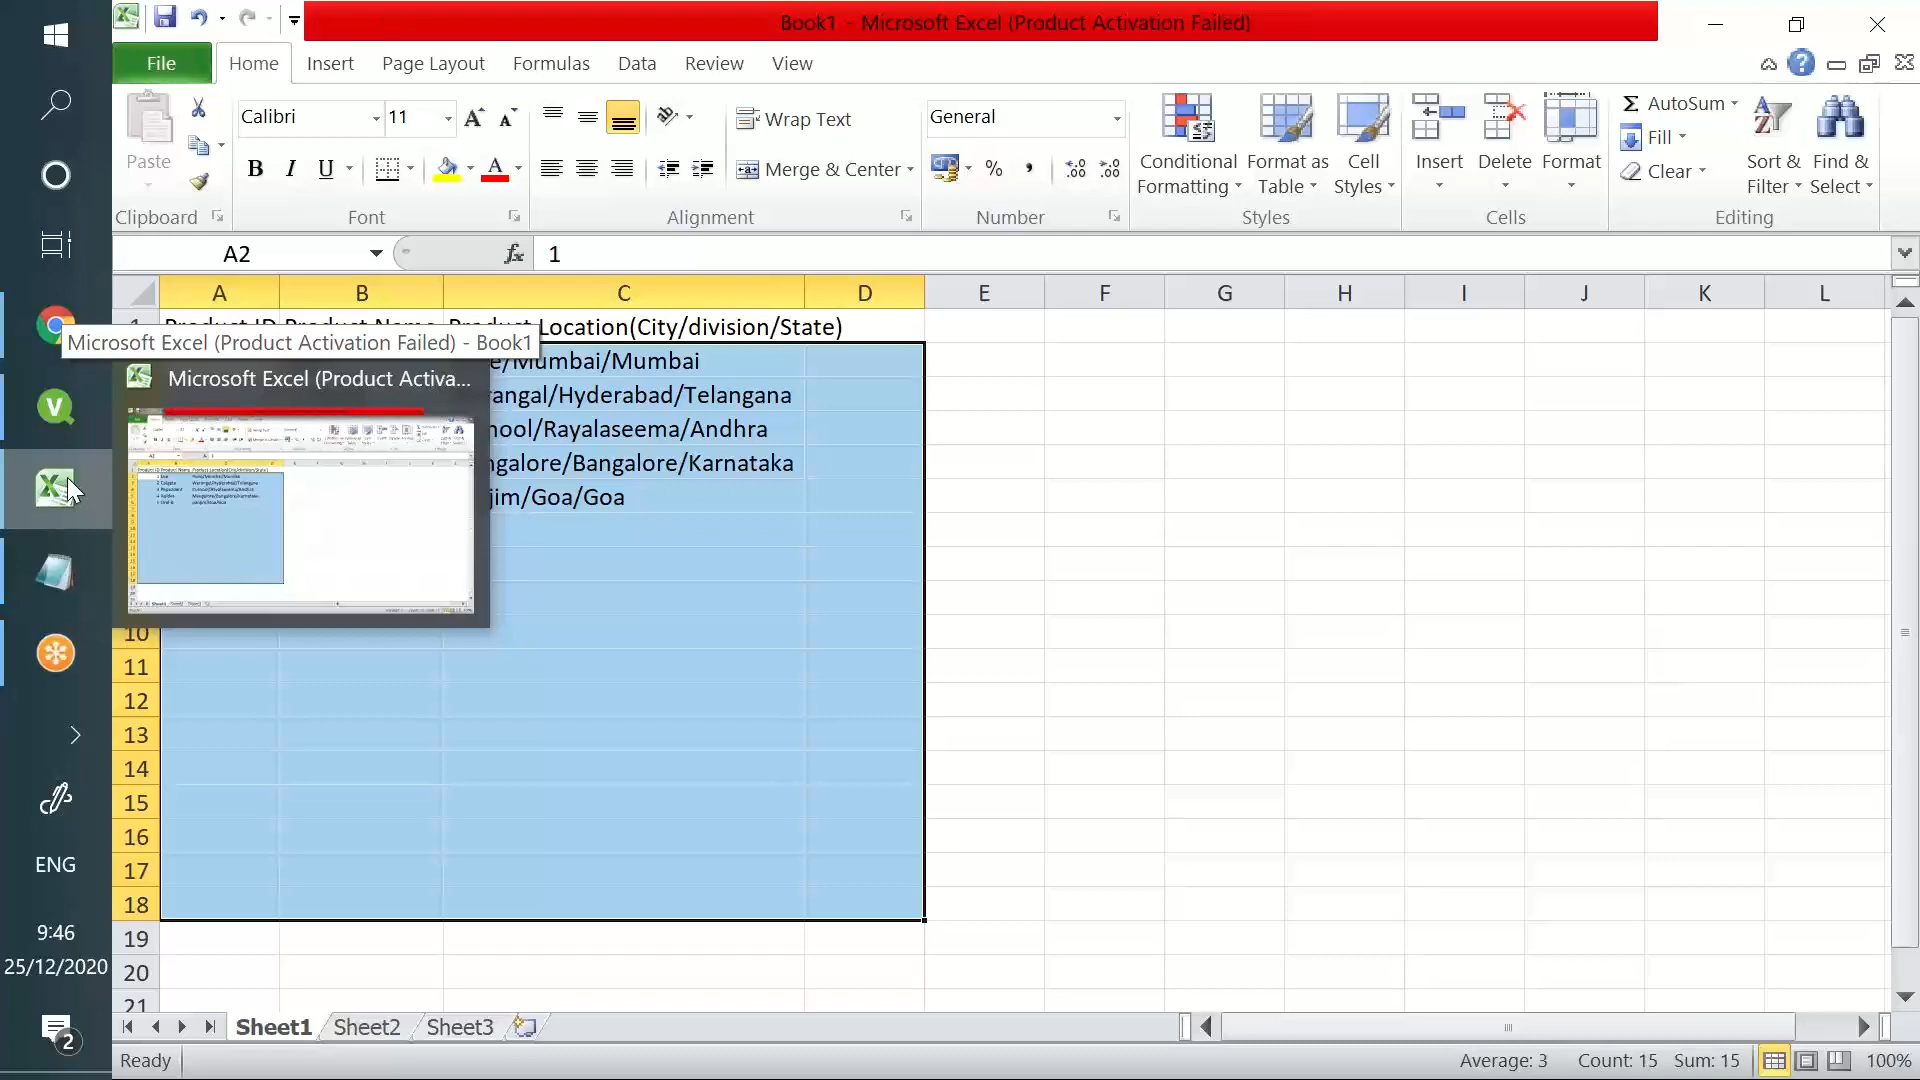 Book1 - Microsoft Excel (Product Activation Failed)
File Home Insert Page Layout Formulas Data Review View
Paste
Calibri 11
Wrap Text
General
Conditional Formatting
Format as Table
Cell Styles
Insert
Delete
Format
AutoSum
Fill
Clear
Sort & Filter
Find & Select
B I U
Merge & Center
%
Clipboard Font Alignment Number Styles Cells Editing
A2 fx 1
A B C D E F G H I J K L
Location(City/division/State)
Microsoft Excel (Product Activation Failed) - Book1
/Mumbai/Mumbai
Microsoft Excel (Product Activa...
/Hyderabad/Telangana
/Rayalaseema/Andhra
/Bangalore/Karnataka
/Goa/Goa
10
11
12
13
14
15
16
17
18
19
20
21
ENG
9:46
25/12/2020
2
Sheet1 Sheet2 Sheet3
Ready Average: 3 Count: 15 Sum: 15 100%